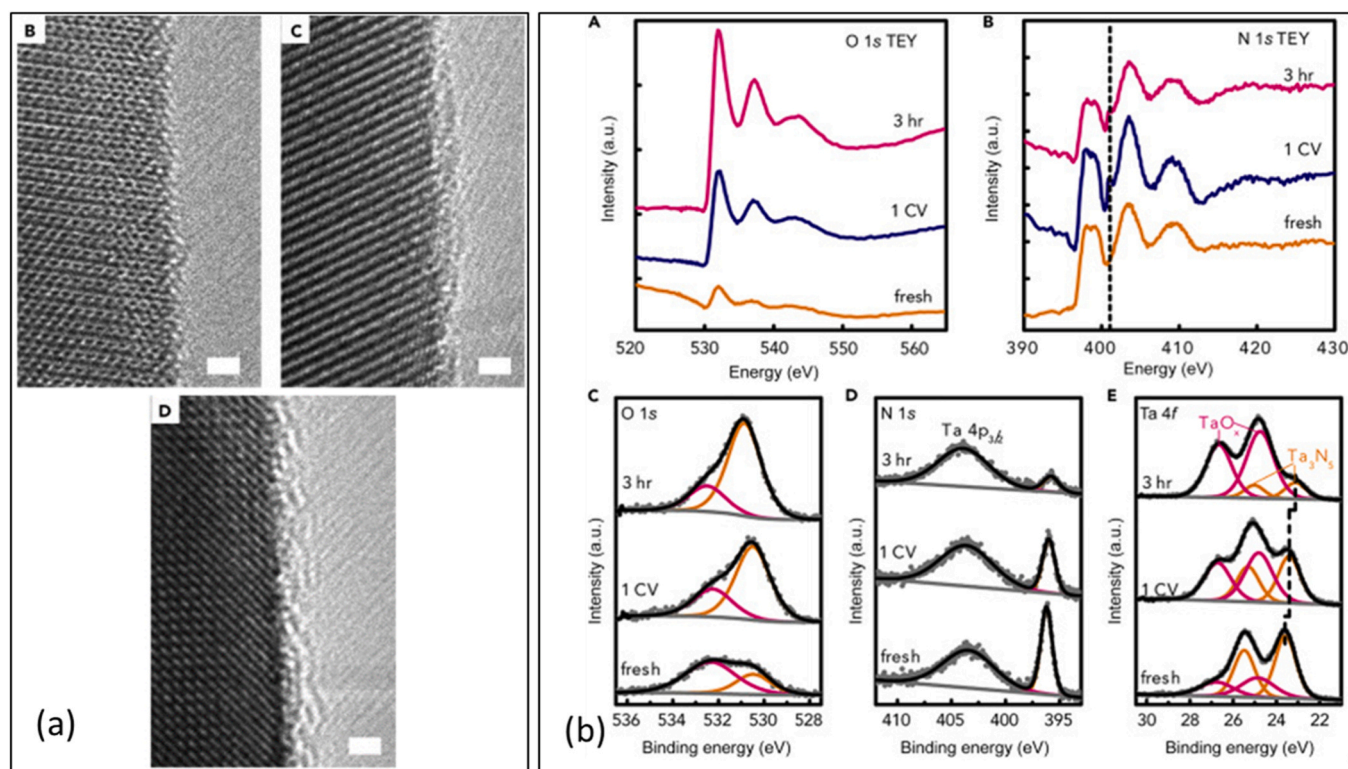 B
C
D
(a)
A
O 1s TEY
3 hr
1 CV
fresh
Intensity (a.u.)
520 530 540 550 560
Energy (eV)
B
N 1s TEY
3 hr
1 CV
fresh
Intensity (a.u.)
390 400 410 420 430
Energy (eV)
C
O 1s
3 hr
1 CV
fresh
Intensity (a.u.)
536 534 532 530 528
Binding energy (eV)
D
N 1s
Ta 4p3/2
3 hr
1 CV
fresh
Intensity (a.u.)
410 405 400 395
Binding energy (eV)
E
Ta 4f
TaOx
Ta3N5
3 hr
1 CV
fresh
Intensity (a.u.)
30 28 26 24 22
Binding energy (eV)
(b)